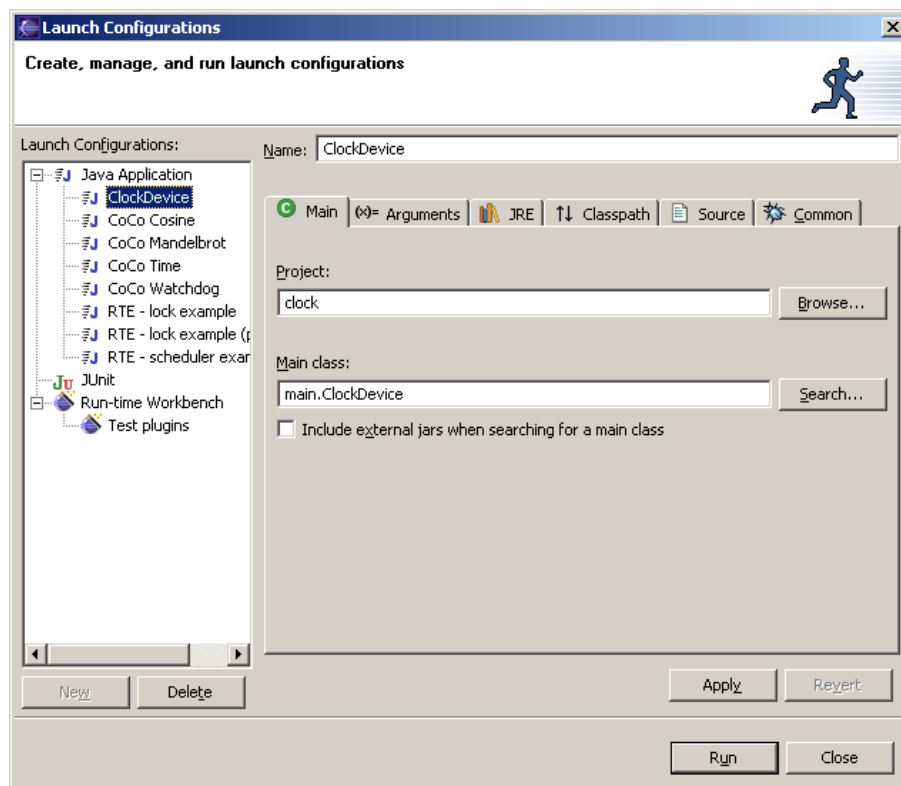 Launch Configurations
Create, manage, and run launch configurations
Launch Configurations:
Java Application
ClockDevice
CoCo Cosine
CoCo Mandelbrot
CoCo Time
CoCo Watchdog
RTE - lock example
RTE - lock example (p
RTE - scheduler exar
JUnit
Run-time Workbench
Test plugins
New Delete
Name: ClockDevice
Main (x)= Arguments JRE Classpath Source Common
Project:
clock Browse...
Main class:
main.ClockDevice Search...
Include external jars when searching for a main class
Apply Revert
Run Close